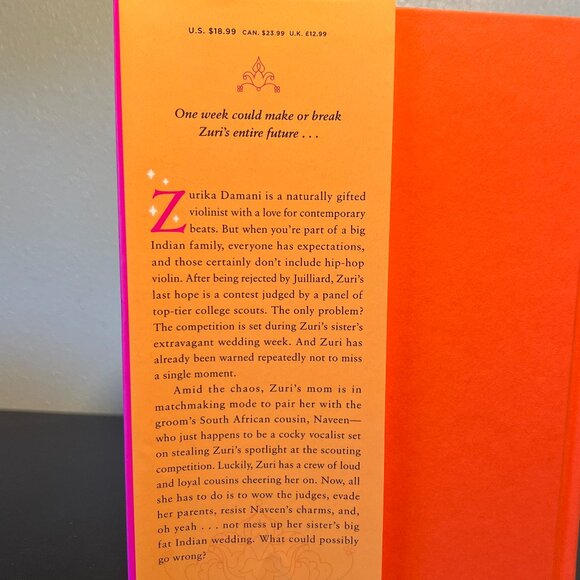 U.S. $18.99 CAN. $23.99 U.K. £12.99
One week could make or break
Zuri's entire future . . .
Zurika Damani is a naturally gifted
violinist with a love for contemporary
beats. But when you're part of a big
Indian family, everyone has expectations,
and those certainly don't include hip-hop
violin. After being rejected by Juilliard, Zuri's
last hope is a contest judged by a panel of
top-tier college scouts. The only problem?
The competition is set during Zuri's sister's
extravagant wedding week. And Zuri has
already been warned repeatedly not to miss
a single moment.
Amid the chaos, Zuri's mom is in
matchmaking mode to pair her with the
groom's South African cousin, Naveen—
who just happens to be a cocky vocalist set
on stealing Zuri's spotlight at the scouting
competition. Luckily, Zuri has a crew of loud
and loyal cousins cheering her on. Now, all
she has to do is to wow the judges, evade
her parents, resist Naveen's charms, and,
oh yeah . . . not mess up her sister's big
fat Indian wedding. What could possibly
go wrong?